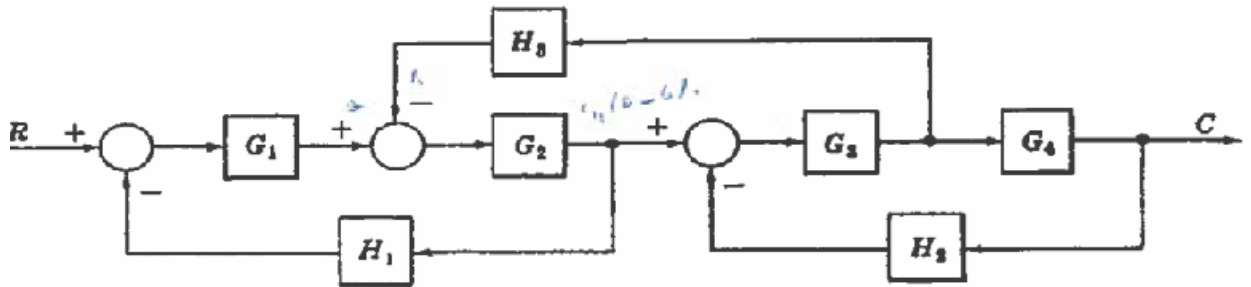 H₃
−
R + G₁ + G₂ + G₃ G₄ C
− −
H₁ H₂